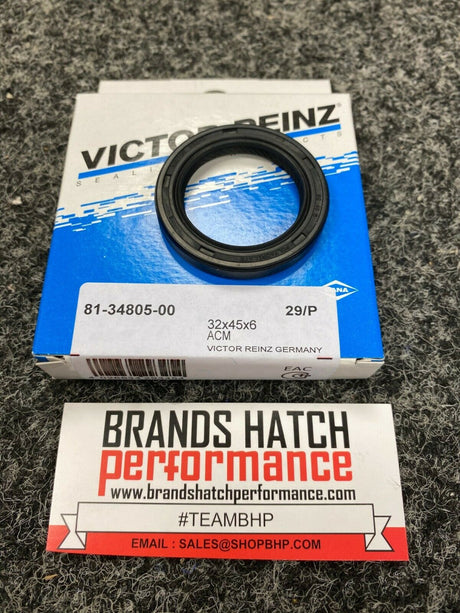 VICTOR REINZ®
81-34805-00
29/P
32x45x6
ACM
VICTOR REINZ GERMANY
EAC
BRANDS HATCH
performance
www.brandshatchperformance.com
#TEAMBHP
EMAIL : SALES@SHOPBHP.COM